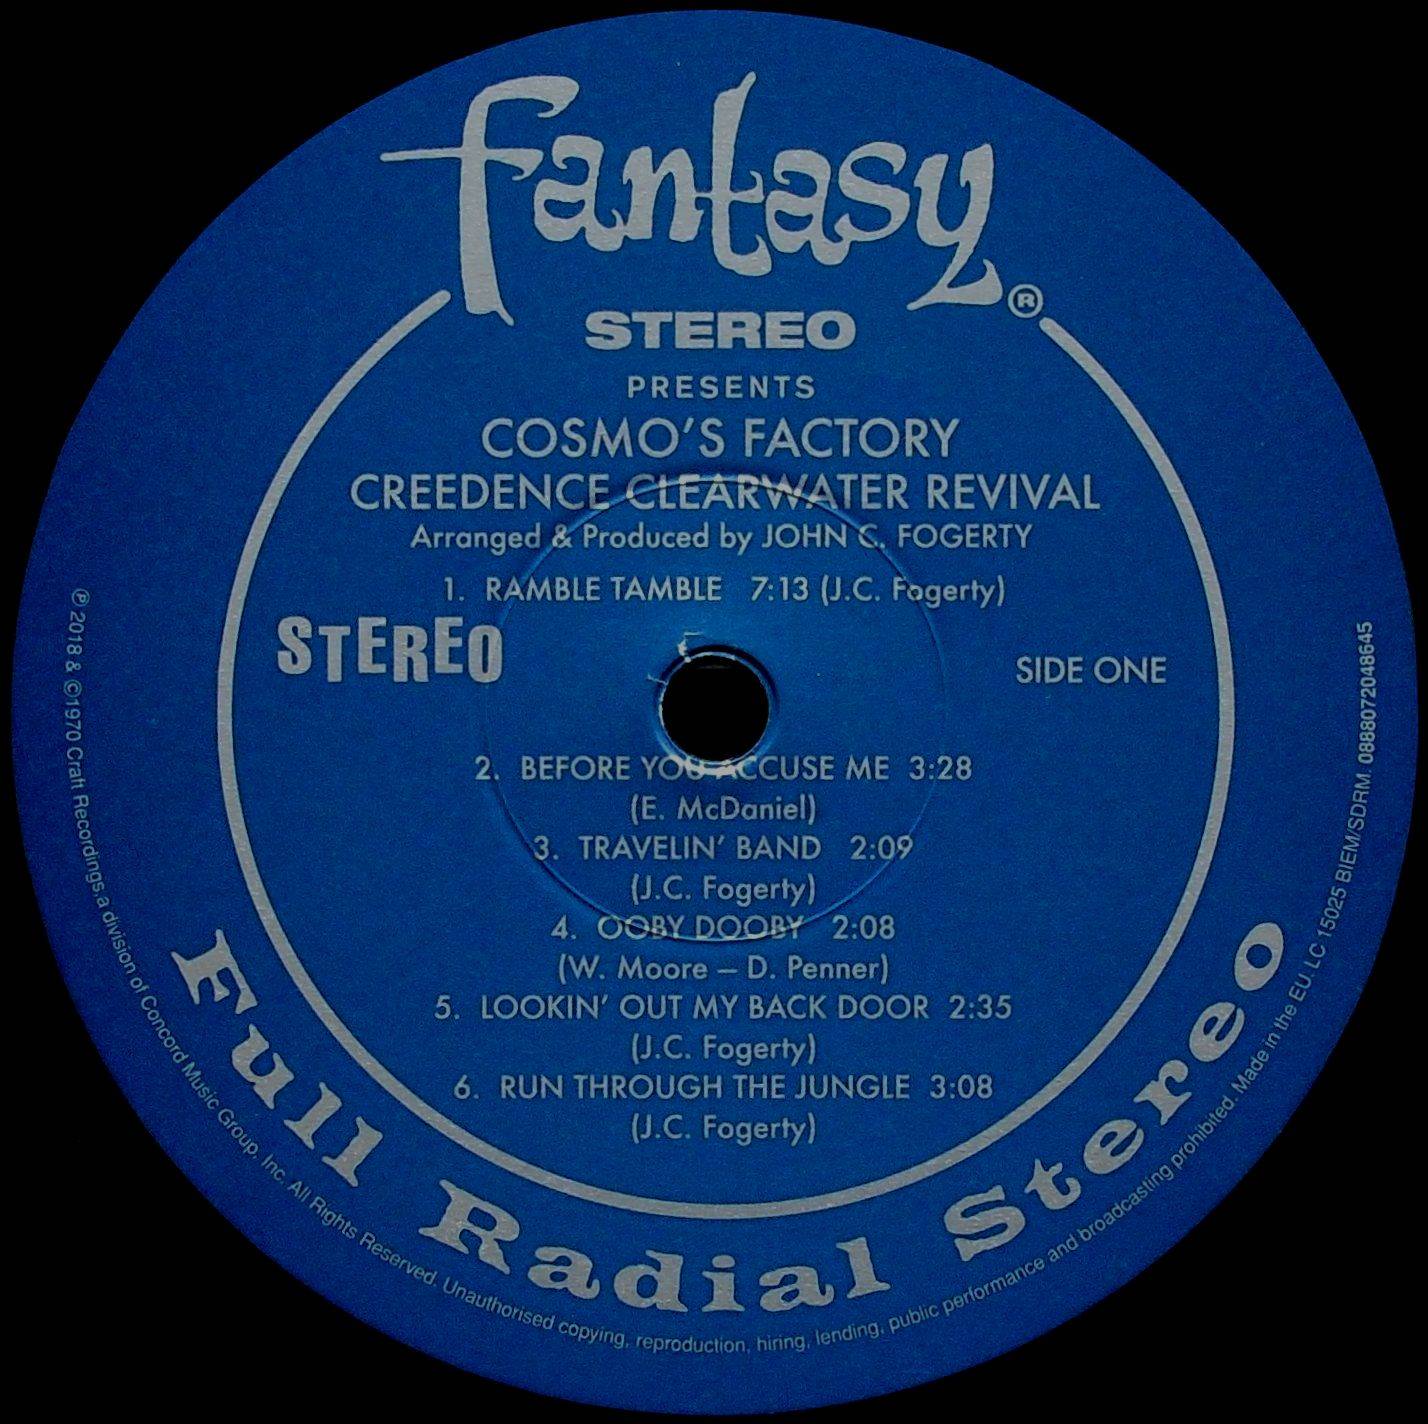 fantasy®
STEREO
PRESENTS
COSMO'S FACTORY
CREEDENCE CLEARWATER REVIVAL
Arranged & Produced by JOHN C. FOGERTY
1. RAMBLE TAMBLE 7:13 (J.C. Fogerty)
STEREO
SIDE ONE
2. BEFORE YOU ACCUSE ME 3:28
(E. McDaniel)
3. TRAVELIN' BAND 2:09
(J.C. Fogerty)
4. OOBY DOOBY 2:08
(W. Moore – D. Penner)
5. LOOKIN' OUT MY BACK DOOR 2:35
(J.C. Fogerty)
6. RUN THROUGH THE JUNGLE 3:08
(J.C. Fogerty)
Full Radial Stereo
℗ 2018 & ©1970 Craft Recordings, a division of Concord Music Group, Inc. All Rights Reserved. Unauthorised copying, reproduction, hiring, lending, public performance and broadcasting prohibited. Made in the EU. LC 15025 BIEM/SDRM 0888072048645